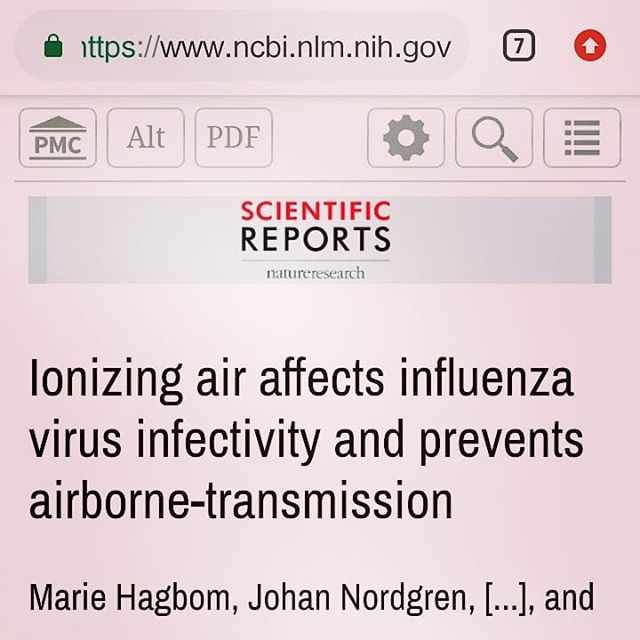 https://www.ncbi.nlm.nih.gov 7
PMC Alt PDF
SCIENTIFIC
REPORTS
natureresearch
Ionizing air affects influenza
virus infectivity and prevents
airborne-transmission
Marie Hagbom, Johan Nordgren, [...], and